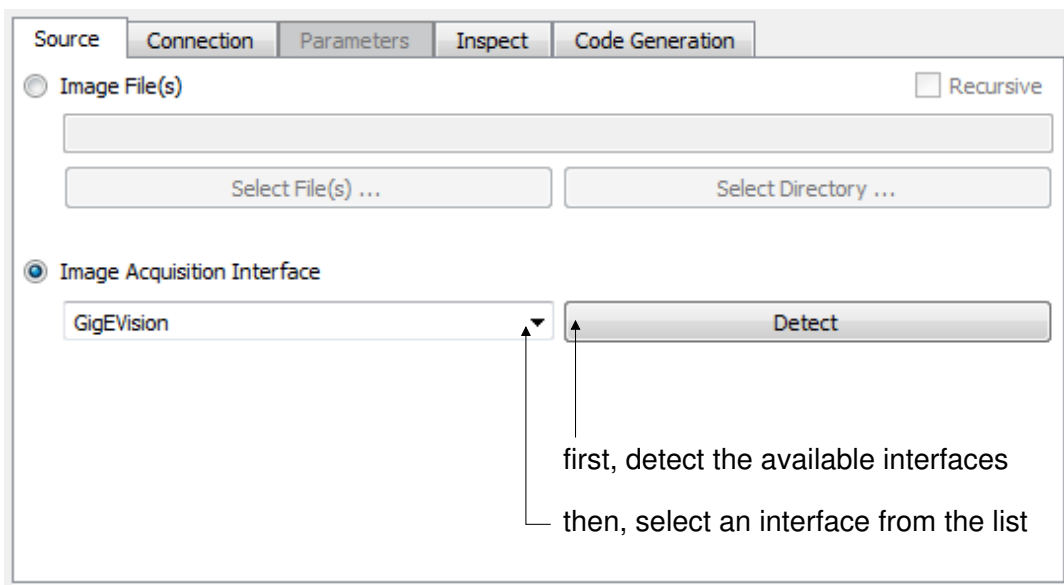 Source Connection Parameters Inspect Code Generation
Image File(s) Recursive
Select File(s) ... Select Directory ...
Image Acquisition Interface
GigEVision Detect
first, detect the available interfaces
then, select an interface from the list